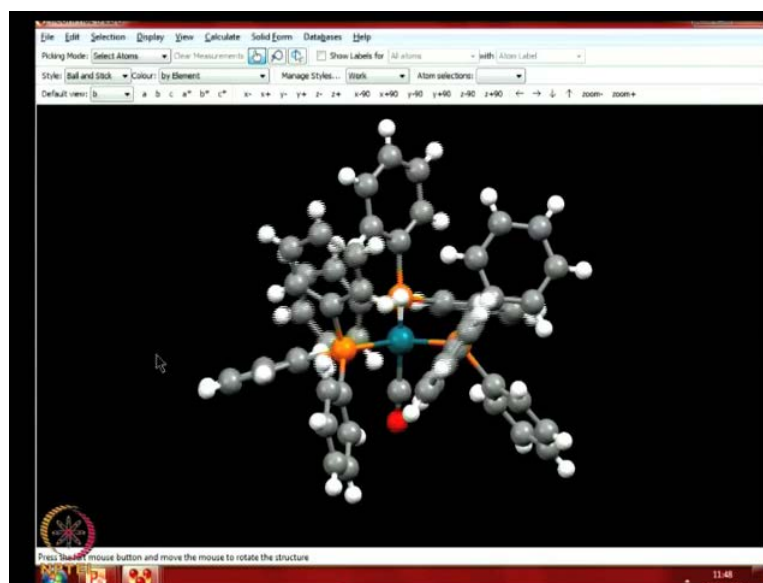 File Edit Selection Display View Calculate Solid Form Databases Help
Picking Mode: Select Atoms Clear Measurements Show Labels for All atoms with Atom Label
Style: Ball and Stick Colour: by Element Manage Styles... Work Atom selections:
Default view: b a b c a* b* c* x- x+ y- y+ z- z+ x-90 x+90 y-90 y+90 z-90 z+90 ← → ↓ ↑ zoom- zoom+
Press the left mouse button and move the mouse to rotate the structure
NPTEL
11:48